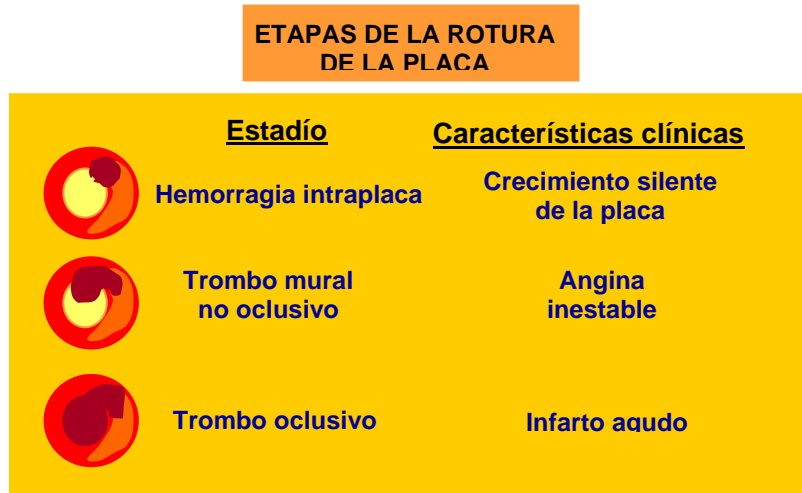 ETAPAS DE LA ROTURA
DE LA PLACA
Estadío
Característícas clínicas
Hemorragia intraplaca
Crecimiento silente
de la placa
Trombo mural
no oclusivo
Angina
inestable
Trombo oclusivo
Infarto agudo